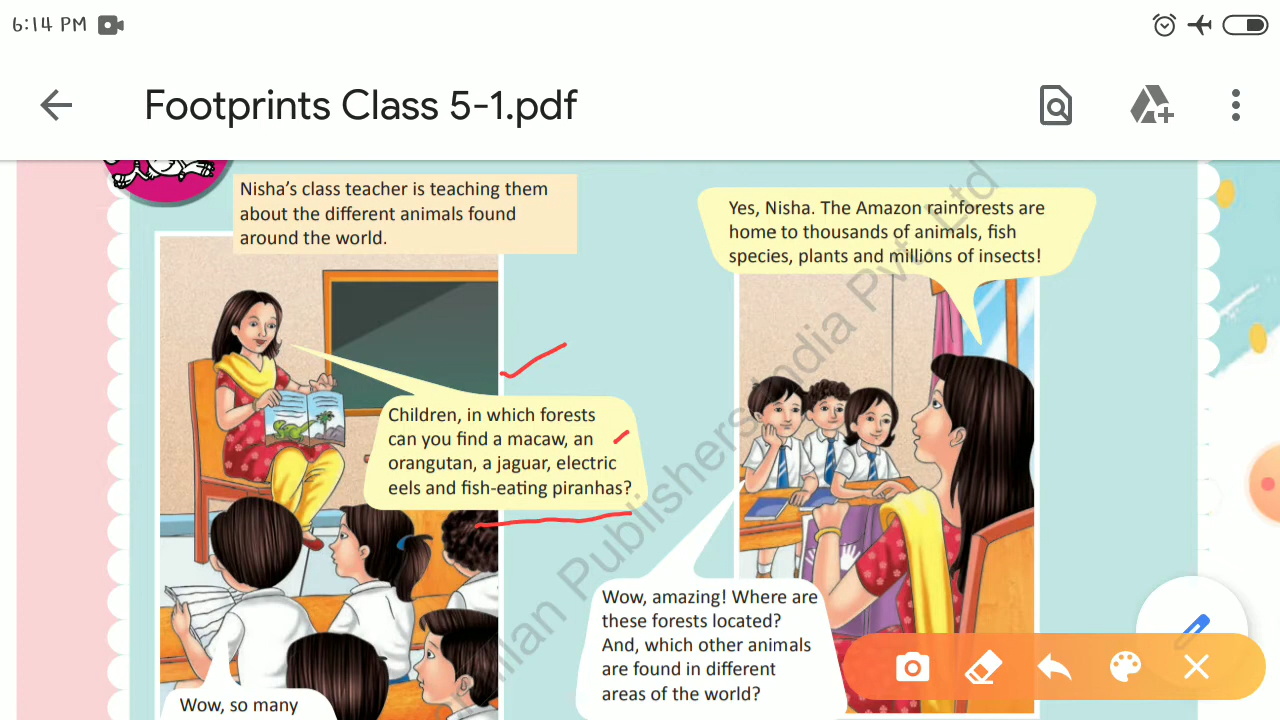 6:14 PM
Footprints Class 5-1.pdf
Nisha's class teacher is teaching them
about the different animals found
around the world.
Children, in which forests
can you find a macaw, an
orangutan, a jaguar, electric
eels and fish-eating piranhas?
Wow, so many
Yes, Nisha. The Amazon rainforests are
home to thousands of animals, fish
species, plants and millions of insects!
Wow, amazing! Where are
these forests located?
And, which other animals
are found in different
areas of the world?
Publishers India Pvt. Ltd